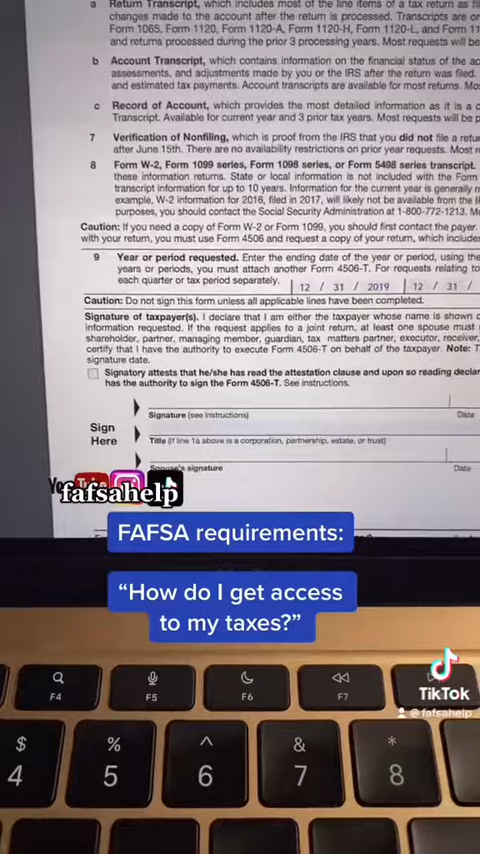 a Return Transcript, which includes most of the line items of a tax return as
changes made to the account after the return is processed. Transcripts are
Form 1065, Form 1120, Form 1120-A, Form 1120-H, Form 1120-L, and Form
and returns processed during the prior 3 processing years. Most requests will be
b Account Transcript, which contains information on the financial status of the
assessments, and adjustments made by you or the IRS after the return was filed.
and estimated tax payments. Account transcripts are available for most returns.
c Record of Account, which provides the most detailed information as it is a
Transcript. Available for current year and 3 prior tax years. Most requests will be
7 Verification of Nonfiling, which is proof from the IRS that you did not file a
after June 15th. There are no availability restrictions on prior year requests. Most
8 Form W-2, Form 1099 series, Form 1098 series, or Form 5498 series transcript.
these information returns. State or local information is not included with the Form
transcript information for up to 10 years. Information for the current year is generally
example, W-2 information for 2016, filed in 2017, will likely not be available from the
purposes, you should contact the Social Security Administration at 1-800-772-1213.
Caution: If you need a copy of Form W-2 or Form 1099, you should first contact the payer.
with your return, you must use Form 4506 and request a copy of your return, which includes
9 Year or period requested. Enter the ending date of the year or period, using the
years or periods, you must attach another Form 4506-T. For requests relating to
each quarter or tax period separately. 12 / 31 / 2019 12 / 31 /
Caution: Do not sign this form unless all applicable lines have been completed.
Signature of taxpayer(s). I declare that I am either the taxpayer whose name is shown
information requested. If the request applies to a joint return, at least one spouse must
shareholder, partner, managing member, guardian, tax matters partner, executor, receiver,
certify that I have the authority to execute Form 4506-T on behalf of the taxpayer. Note:
signature date.
Signatory attests that he/she has read the attestation clause and upon so reading
has the authority to sign the Form 4506-T. See instructions.
Sign
Here
Signature (see instructions)
Date
Title (if line 1a above is a corporation, partnership, estate, or trust)
Spouse's signature
Date
fafsahelp
FAFSA requirements:
“How do I get access
to my taxes?”
TikTok
@fafsahelp
F4
F5
F6
F7
$
4
%
5
^
6
&
7
*
8